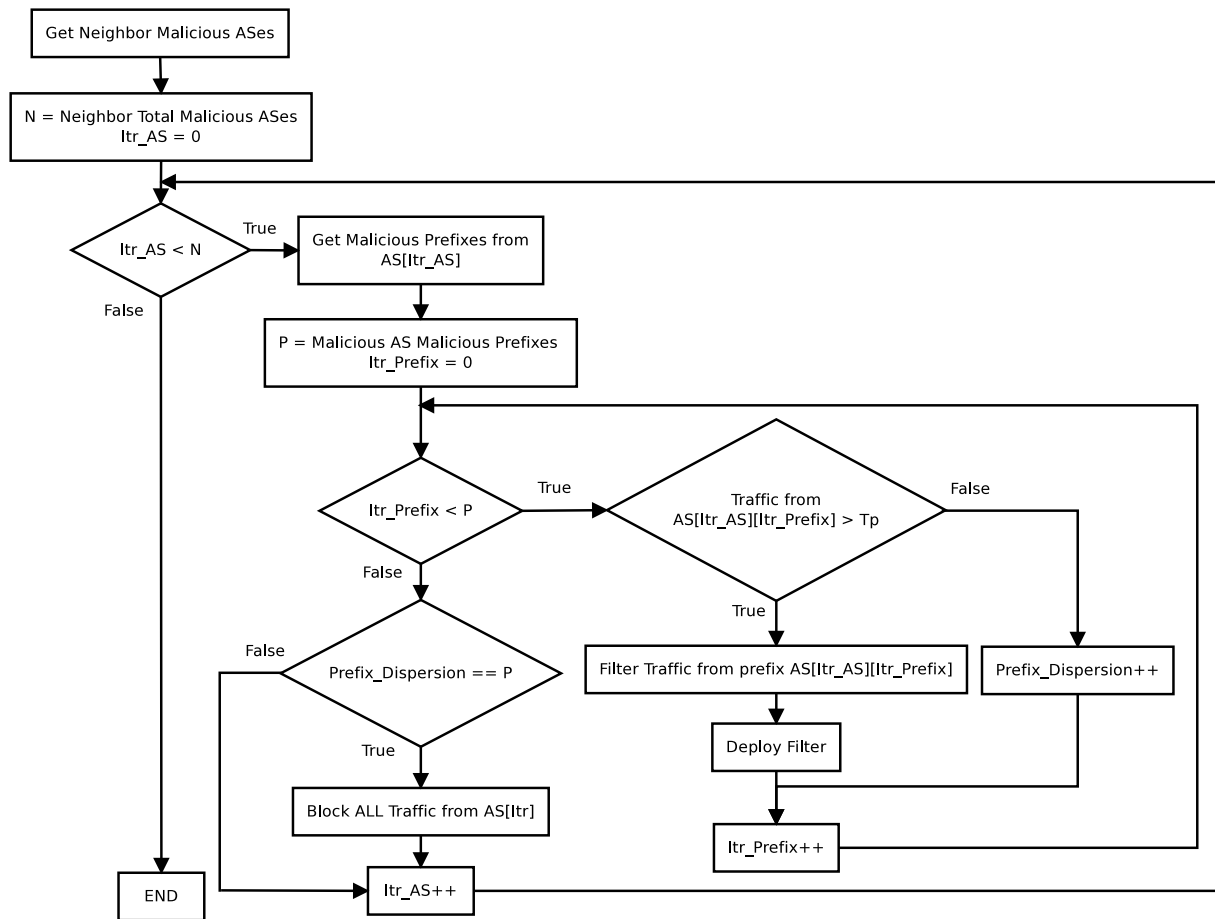 Get Neighbor Malicious ASes
N = Neighbor Total Malicious ASes
Itr_AS = 0
Itr_AS < N
True
False
Get Malicious Prefixes from
AS[Itr_AS]
P = Malicious AS Malicious Prefixes
Itr_Prefix = 0
Itr_Prefix < P
True
False
Traffic from
AS[Itr_AS][Itr_Prefix] > Tp
False
True
Filter Traffic from prefix AS[Itr_AS][Itr_Prefix]
Prefix_Dispersion++
Deploy Filter
Itr_Prefix++
Prefix_Dispersion == P
False
True
Block ALL Traffic from AS[Itr]
Itr_AS++
END